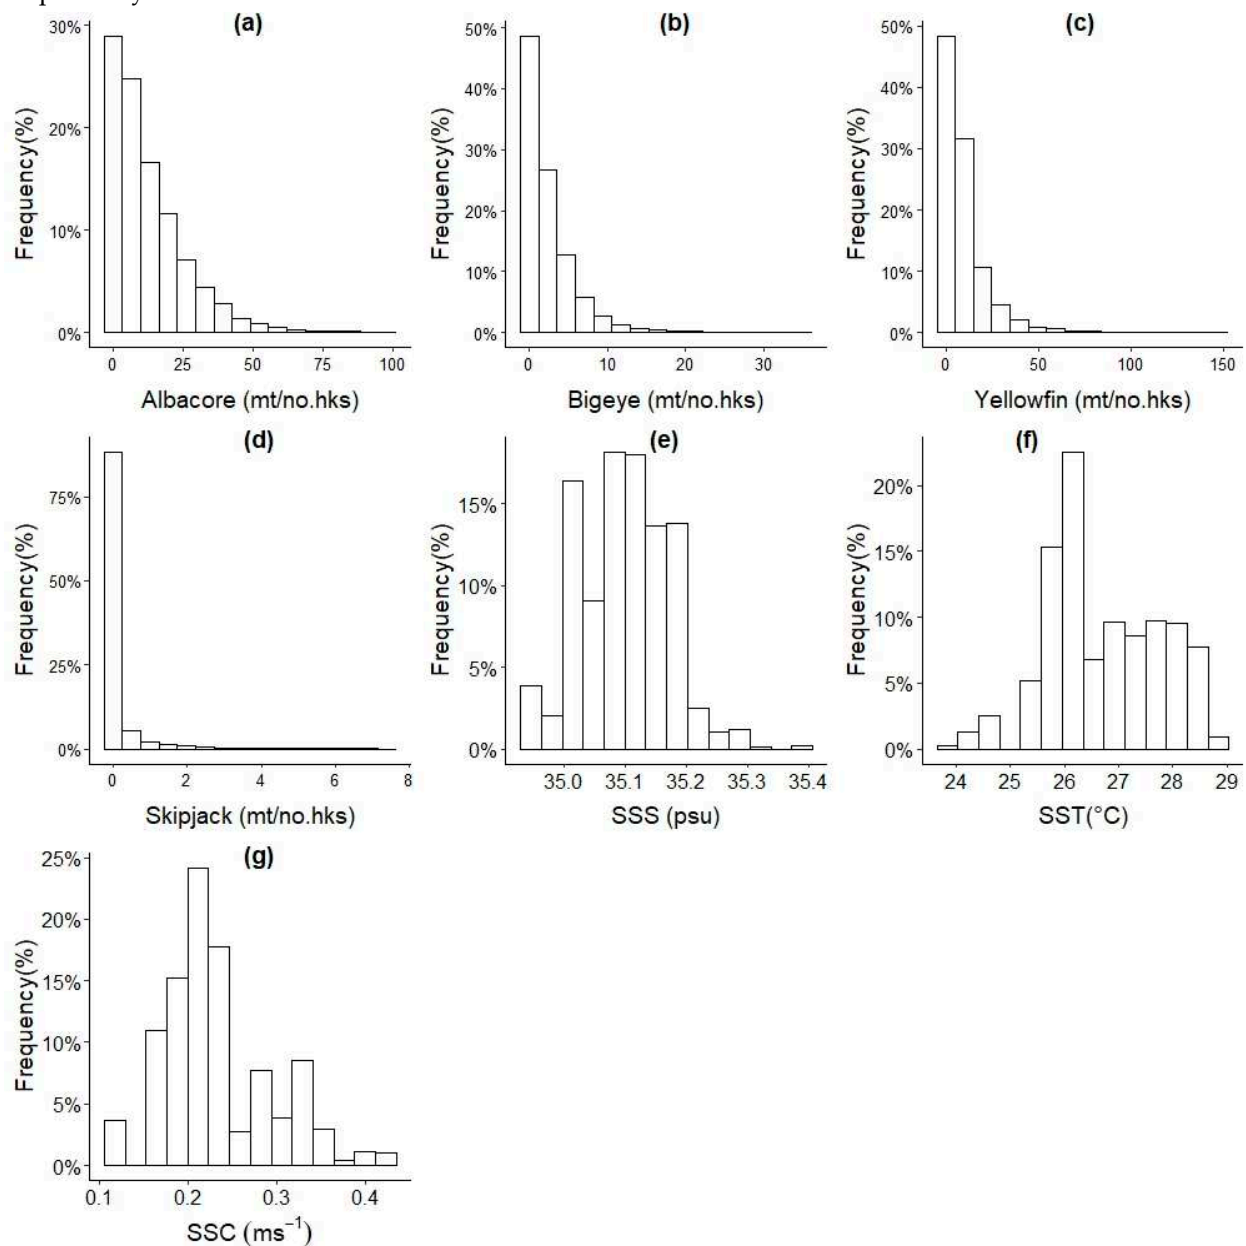 (a)
30%
20%
10%
0%
Frequency(%)
0 25 50 75 100
Albacore (mt/no.hks)
(b)
50%
40%
30%
20%
10%
0%
Frequency(%)
0 10 20 30
Bigeye (mt/no.hks)
(c)
50%
40%
30%
20%
10%
0%
Frequency(%)
0 50 100 150
Yellowfin (mt/no.hks)
(d)
75%
50%
25%
0%
Frequency(%)
0 2 4 6 8
Skipjack (mt/no.hks)
(e)
15%
10%
5%
0%
Frequency(%)
35.0 35.1 35.2 35.3 35.4
SSS (psu)
(f)
20%
15%
10%
5%
0%
Frequency(%)
24 25 26 27 28 29
SST(°C)
(g)
25%
20%
15%
10%
5%
0%
Frequency(%)
0.1 0.2 0.3 0.4
SSC (ms⁻¹)